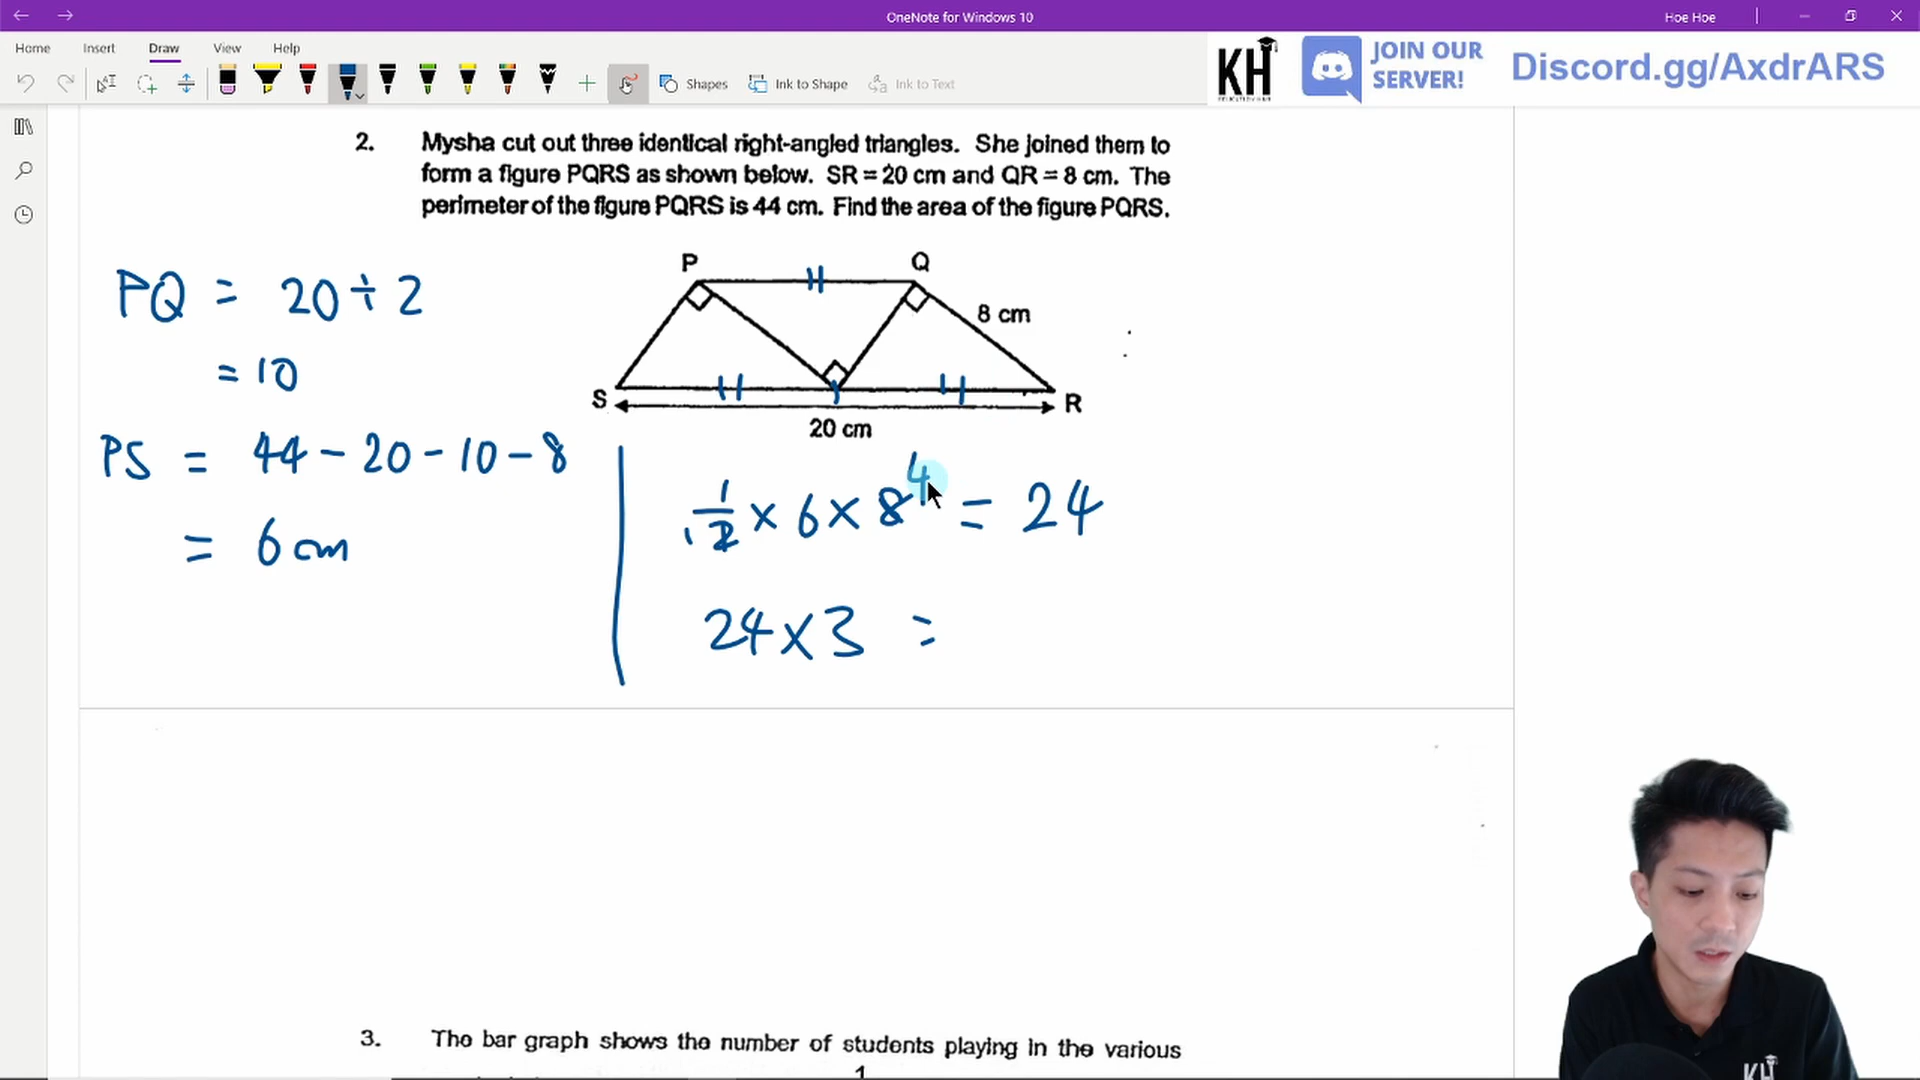 OneNote for Windows 10
Hoe Hoe
Home Insert Draw View Help
Shapes Ink to Shape Ink to Text
KH
JOIN OUR
SERVER!
Discord.gg/AxdrARS
2. Mysha cut out three identical right-angled triangles. She joined them to
form a figure PQRS as shown below. SR = 20 cm and QR = 8 cm. The
perimeter of the figure PQRS is 44 cm. Find the area of the figure PQRS.
P
Q
8 cm
S
R
20 cm
PQ = 20 ÷ 2
= 10
PS = 44 - 20 - 10 - 8
= 6 cm
4
1/2 × 6 × 8 = 24
1
24 × 3 =
3. The bar graph shows the number of students playing in the various
1
KH